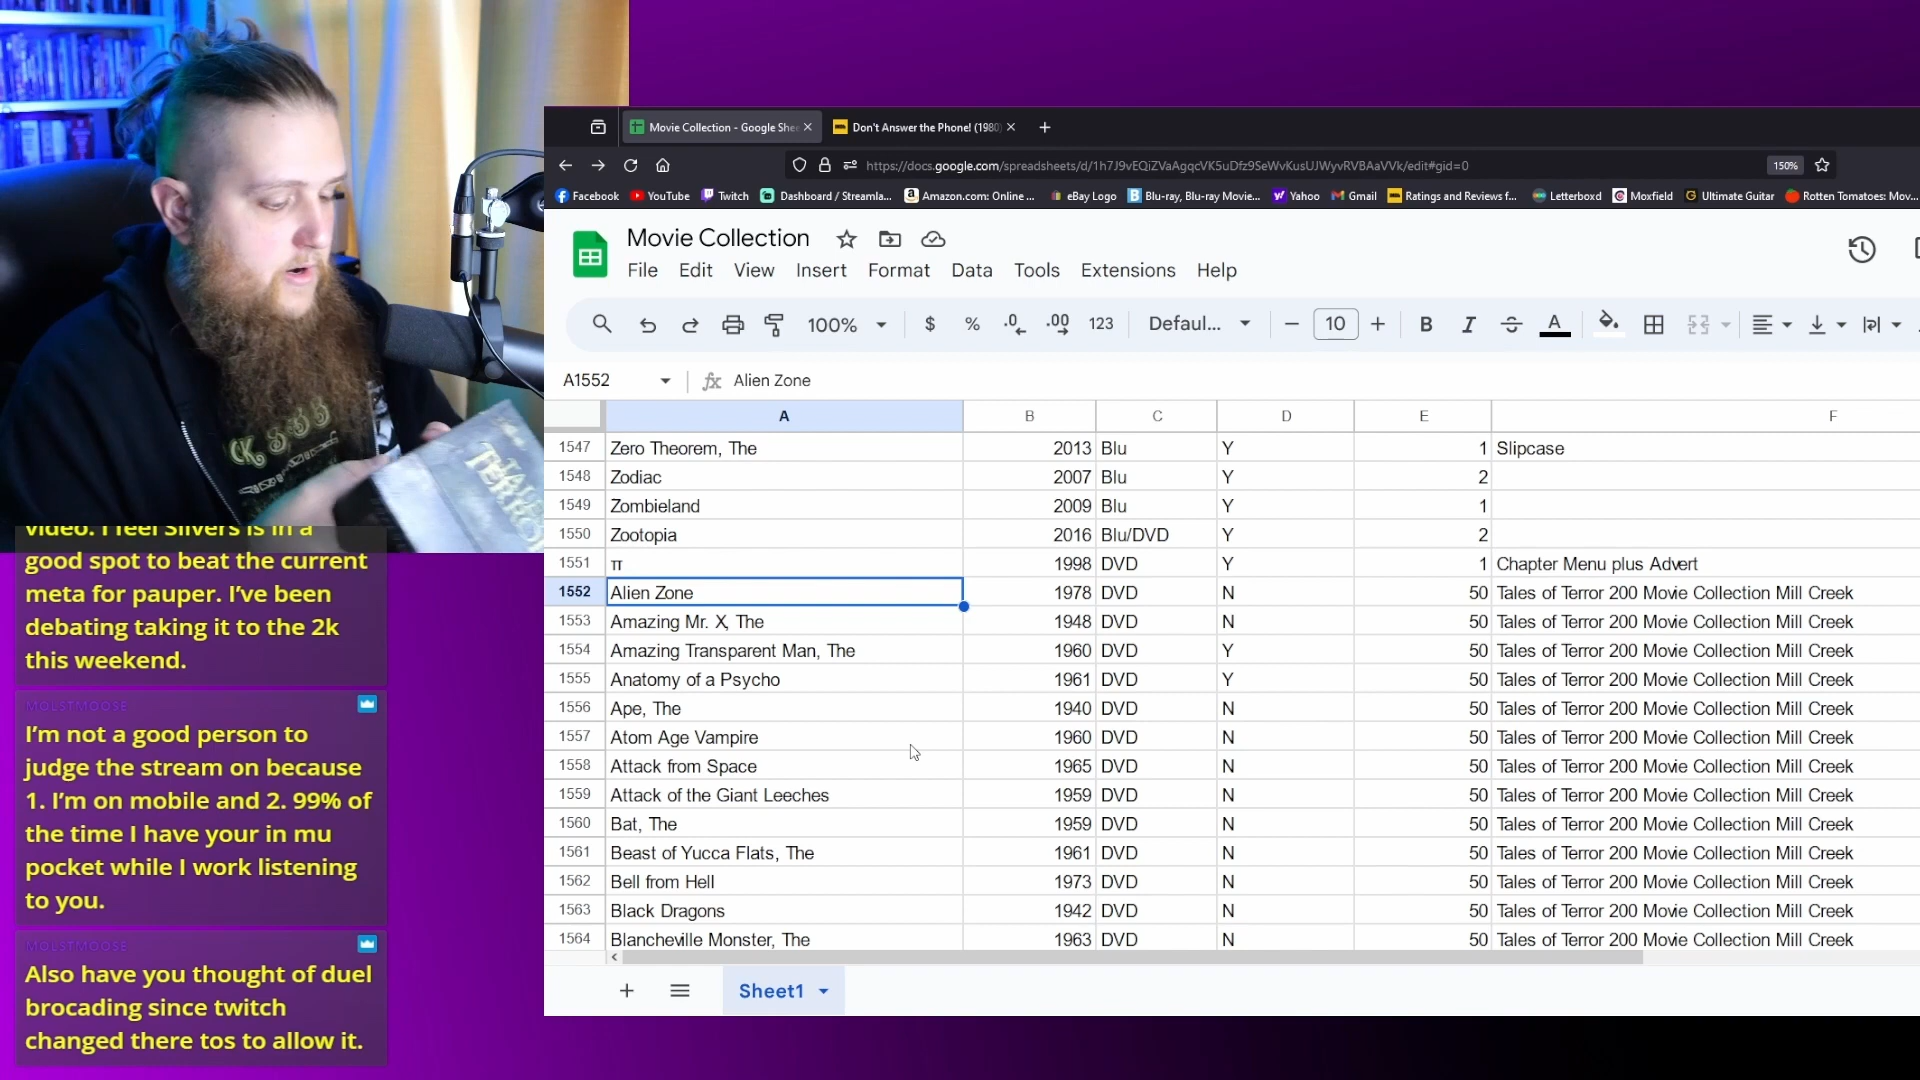 video. I feel Slivers is in a
good spot to beat the current
meta for pauper. I've been
debating taking it to the 2k
this weekend.
MOLSTMOOSE
I'm not a good person to
judge the stream on because
1. I'm on mobile and 2. 99% of
the time I have your in mu
pocket while I work listening
to you.
MOLSTMOOSE
Also have you thought of duel
brocading since twitch
changed there tos to allow it.
Movie Collection - Google She
Don't Answer the Phone! (1980)
https://docs.google.com/spreadsheets/d/1h7J9vEQiZVaAgqcVK5uDfz9SeWvKusUJWyvRVBAaVVk/edit#gid=0
150%
Facebook YouTube Twitch Dashboard / Streamla... Amazon.com: Online ... eBay Logo Blu-ray, Blu-ray Movie... Yahoo Gmail Ratings and Reviews f... Letterboxd Moxfield Ultimate Guitar Rotten Tomatoes: Mov...
Movie Collection
File Edit View Insert Format Data Tools Extensions Help
100% $ % .0 .00 123 Defaul... 10 B I S A
A1552 fx Alien Zone
A B C D E F
1547 Zero Theorem, The 2013 Blu Y 1 Slipcase
1548 Zodiac 2007 Blu Y 2
1549 Zombieland 2009 Blu Y 1
1550 Zootopia 2016 Blu/DVD Y 2
1551 π 1998 DVD Y 1 Chapter Menu plus Advert
1552 Alien Zone 1978 DVD N 50 Tales of Terror 200 Movie Collection Mill Creek
1553 Amazing Mr. X, The 1948 DVD N 50 Tales of Terror 200 Movie Collection Mill Creek
1554 Amazing Transparent Man, The 1960 DVD Y 50 Tales of Terror 200 Movie Collection Mill Creek
1555 Anatomy of a Psycho 1961 DVD Y 50 Tales of Terror 200 Movie Collection Mill Creek
1556 Ape, The 1940 DVD N 50 Tales of Terror 200 Movie Collection Mill Creek
1557 Atom Age Vampire 1960 DVD N 50 Tales of Terror 200 Movie Collection Mill Creek
1558 Attack from Space 1965 DVD N 50 Tales of Terror 200 Movie Collection Mill Creek
1559 Attack of the Giant Leeches 1959 DVD N 50 Tales of Terror 200 Movie Collection Mill Creek
1560 Bat, The 1959 DVD N 50 Tales of Terror 200 Movie Collection Mill Creek
1561 Beast of Yucca Flats, The 1961 DVD N 50 Tales of Terror 200 Movie Collection Mill Creek
1562 Bell from Hell 1973 DVD N 50 Tales of Terror 200 Movie Collection Mill Creek
1563 Black Dragons 1942 DVD N 50 Tales of Terror 200 Movie Collection Mill Creek
1564 Blancheville Monster, The 1963 DVD N 50 Tales of Terror 200 Movie Collection Mill Creek
Sheet1